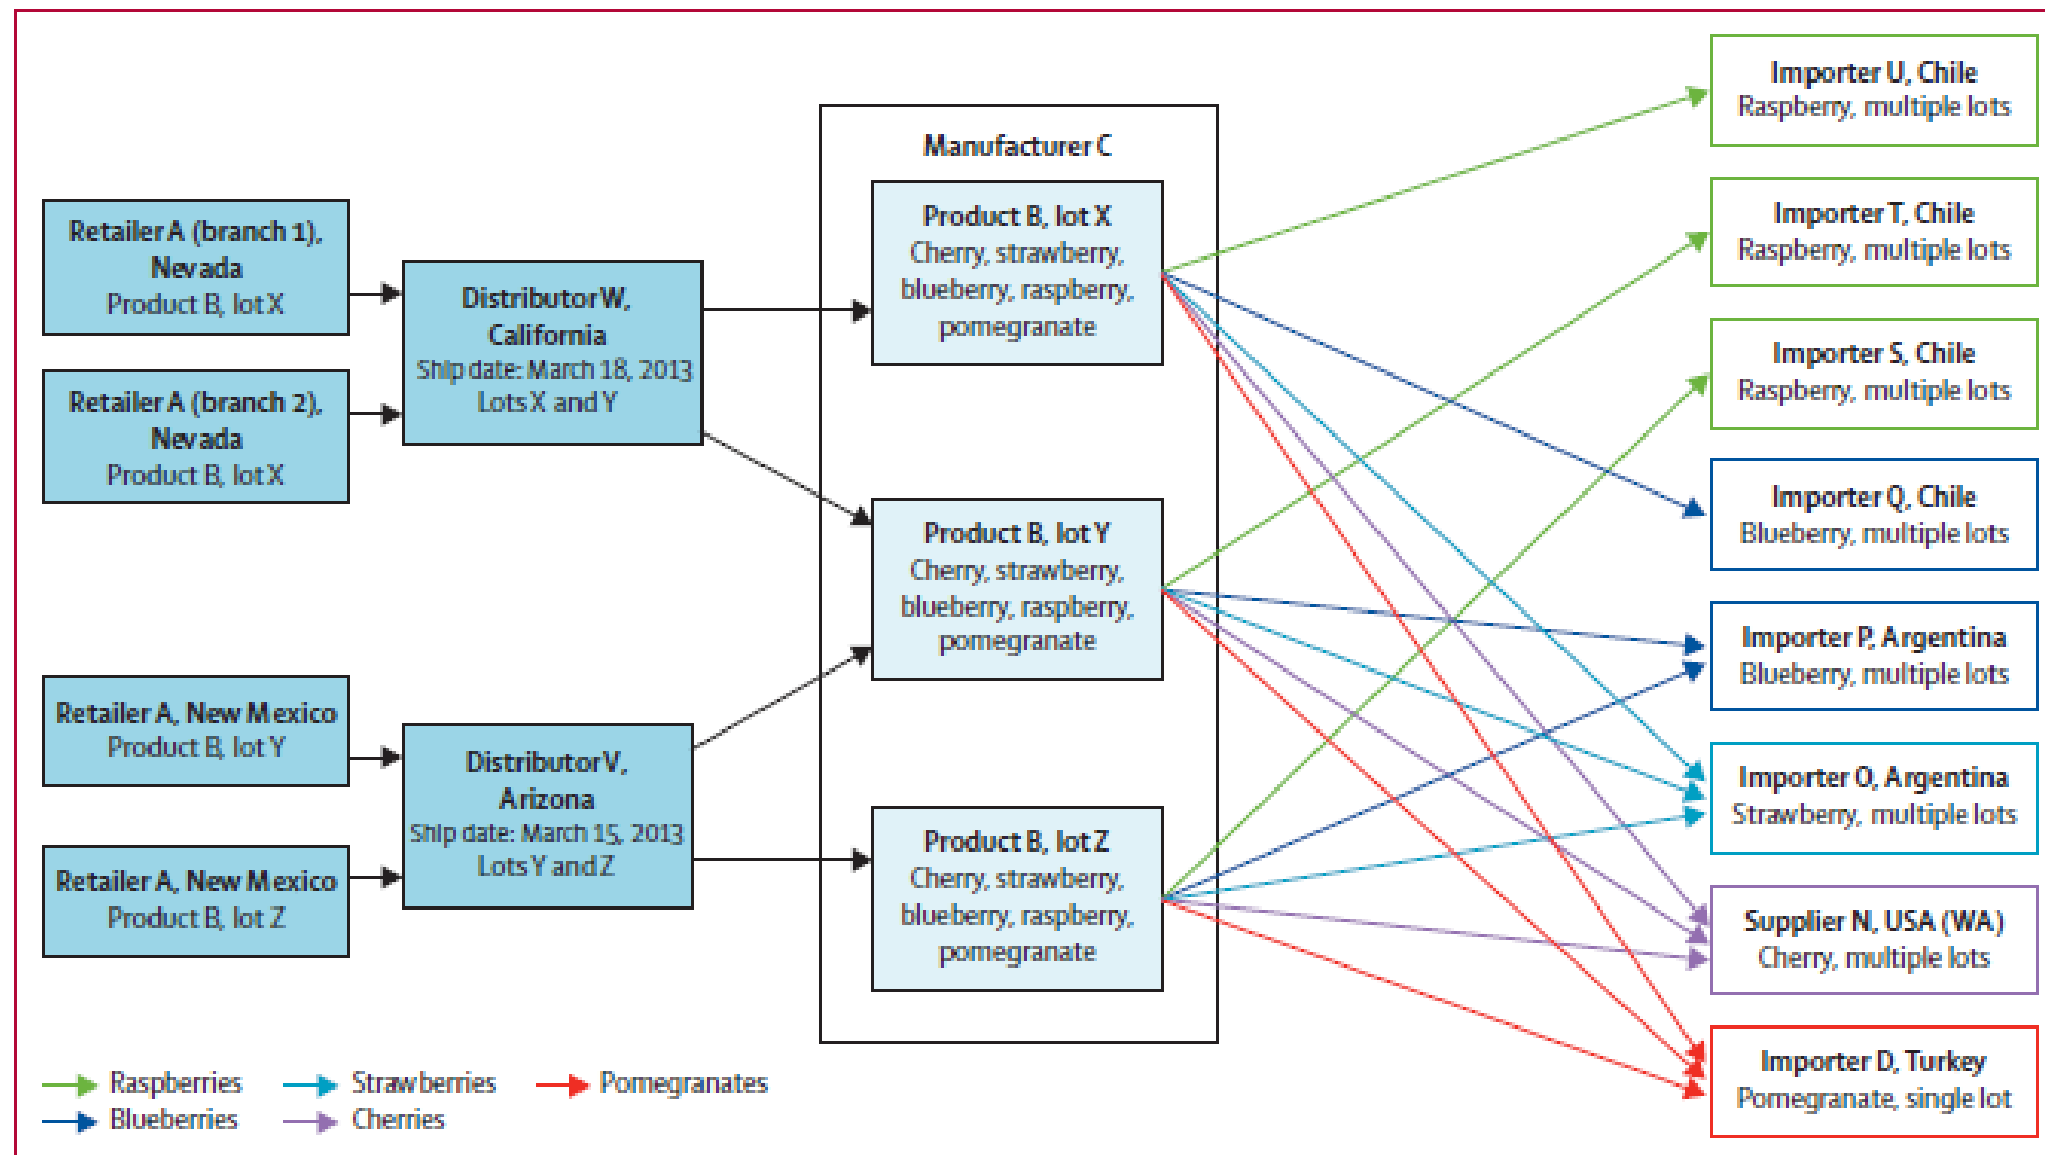 Retailer A (branch 1),
Nevada
Product B, lot X
Retailer A (branch 2),
Nevada
Product B, lot X
Retailer A, New Mexico
Product B, lot Y
Retailer A, New Mexico
Product B, lot Z
Distributor W,
California
Ship date: March 18, 2013
Lots X and Y
Distributor V,
Arizona
Ship date: March 15, 2013
Lots Y and Z
Manufacturer C
Product B, lot X
Cherry, strawberry,
blueberry, raspberry,
pomegranate
Product B, lot Y
Cherry, strawberry,
blueberry, raspberry,
pomegranate
Product B, lot Z
Cherry, strawberry,
blueberry, raspberry,
pomegranate
Importer U, Chile
Raspberry, multiple lots
Importer T, Chile
Raspberry, multiple lots
Importer S, Chile
Raspberry, multiple lots
Importer Q, Chile
Blueberry, multiple lots
Importer P, Argentina
Blueberry, multiple lots
Importer O, Argentina
Strawberry, multiple lots
Supplier N, USA (WA)
Cherry, multiple lots
Importer D, Turkey
Pomegranate, single lot
Raspberries
Strawberries
Pomegranates
Blueberries
Cherries